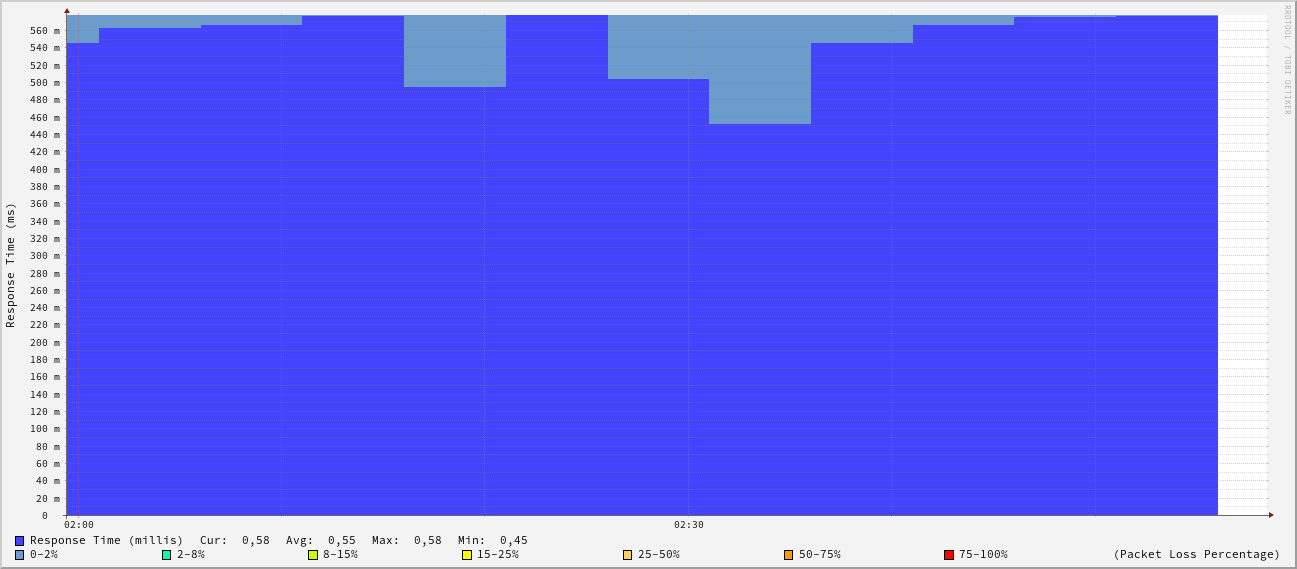 RRDTOOL / TOBI OETIKER
Response Time (ms)
560 m
540 m
520 m
500 m
480 m
460 m
440 m
420 m
400 m
380 m
360 m
340 m
320 m
300 m
280 m
260 m
240 m
220 m
200 m
180 m
160 m
140 m
120 m
100 m
80 m
60 m
40 m
20 m
0
02:00 02:30
Response Time (millis) Cur: 0,58 Avg: 0,55 Max: 0,58 Min: 0,45
0-2% 2-8% 8-15% 15-25% 25-50% 50-75% 75-100% (Packet Loss Percentage)